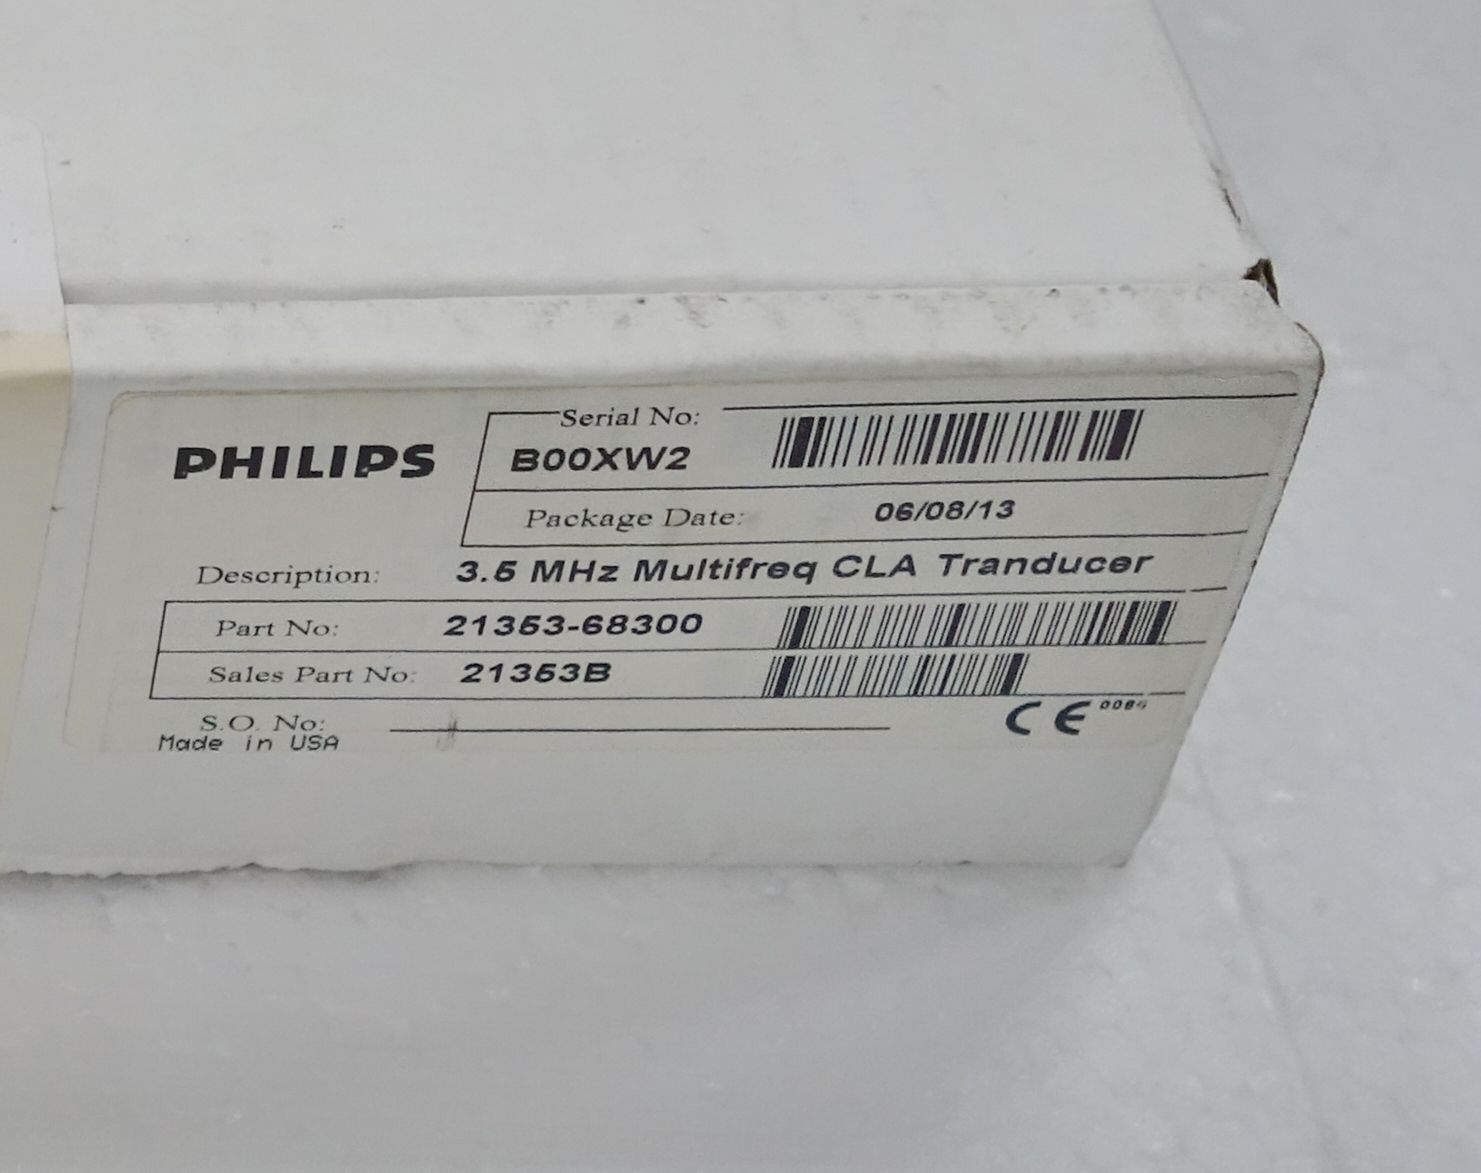 PHILIPS
Serial No:
B00XW2
Package Date: 06/08/13
Description: 3.5 MHz Multifreq CLA Tranducer
Part No: 21353-68300
Sales Part No: 21353B
S.O. No:
Made in USA
CE